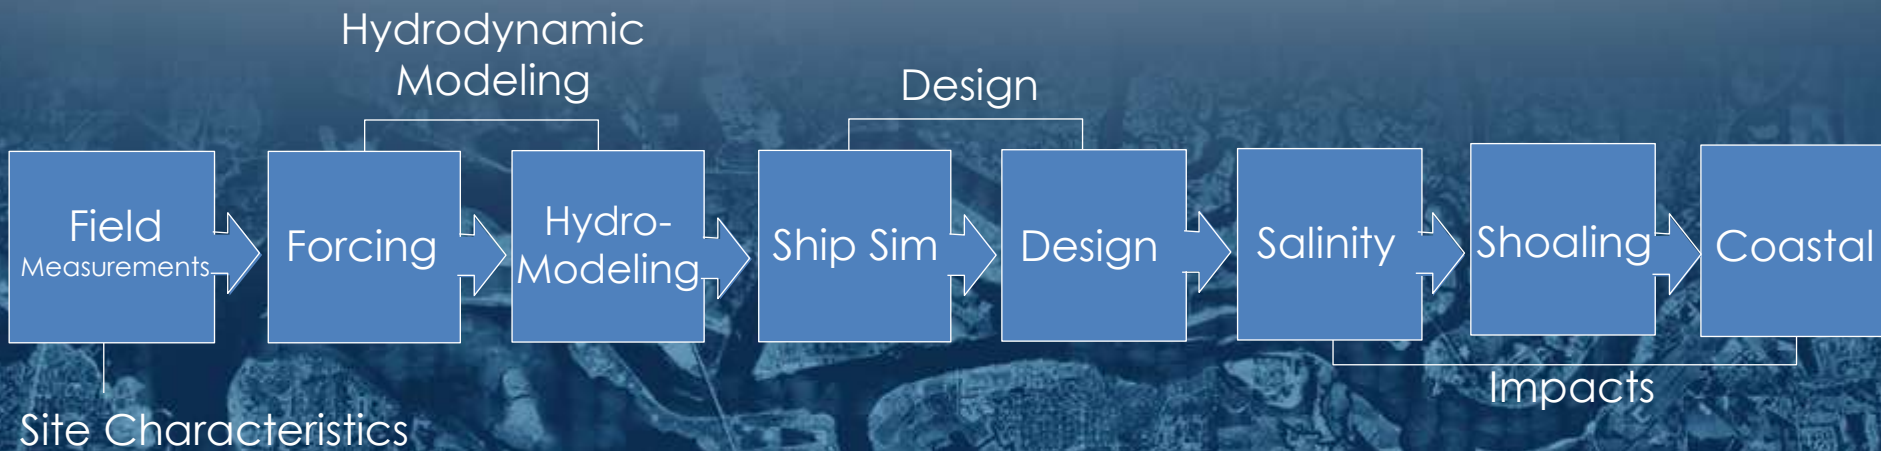 Hydrodynamic
Modeling
Design
Field
Measurements
Forcing
Hydro-
Modeling
Ship Sim
Design
Salinity
Shoaling
Coastal
Impacts
Site Characteristics